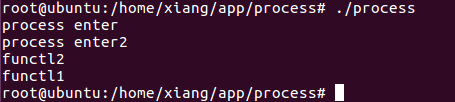 root@ubuntu:/home/xiang/app/process# ./process
process enter
process enter2
functl2
functl1
root@ubuntu:/home/xiang/app/process#